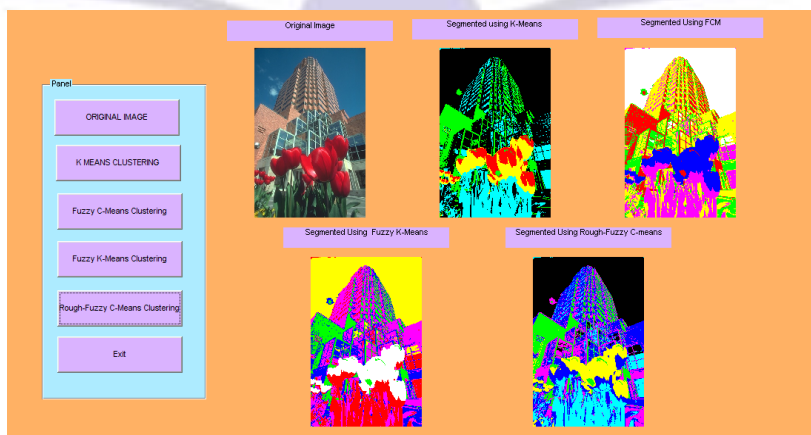 Original Image
Segmented using K-Means
Segmented Using FCM
Panel
ORIGINAL IMAGE
K MEANS CLUSTERING
Fuzzy C-Means Clustering
Fuzzy K-Means Clustering
Rough-Fuzzy C-Means Clustering
Exit
Segmented Using Fuzzy K-Means
Segmented Using Rough-Fuzzy C-means